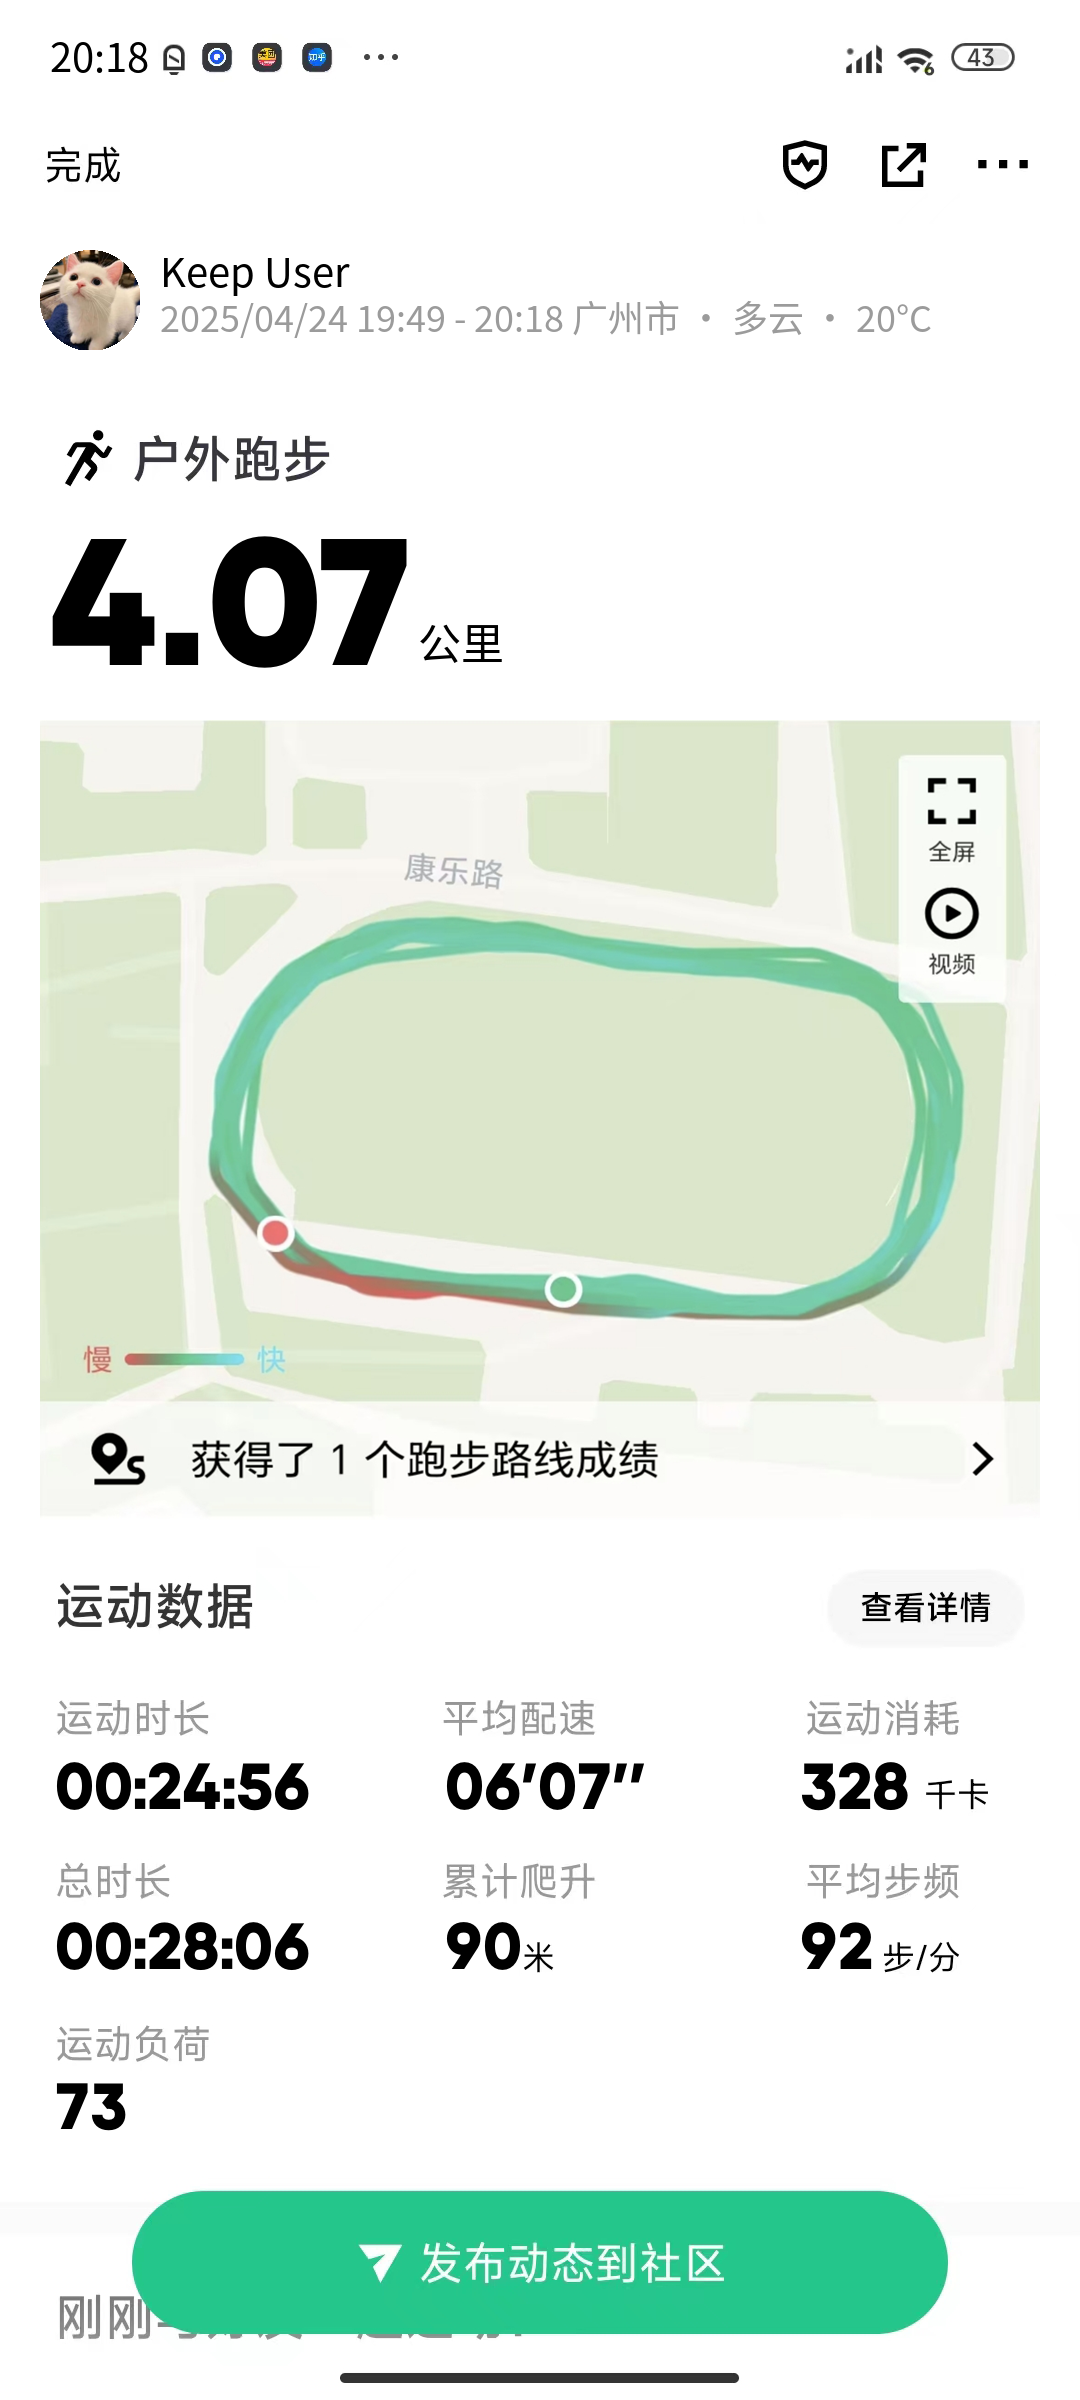 20:18
43
完成
Keep User
2025/04/24 19:49 - 20:18 广州市 · 多云 · 20°C
户外跑步
4.07 公里
全屏
康乐路
视频
慢 快
获得了 1 个跑步路线成绩
运动数据 查看详情
运动时长 平均配速 运动消耗
00:24:56 06'07'' 328 千卡
总时长 累计爬升 平均步频
00:28:06 90米 92 步/分
运动负荷
73
发布动态到社区
刚刚